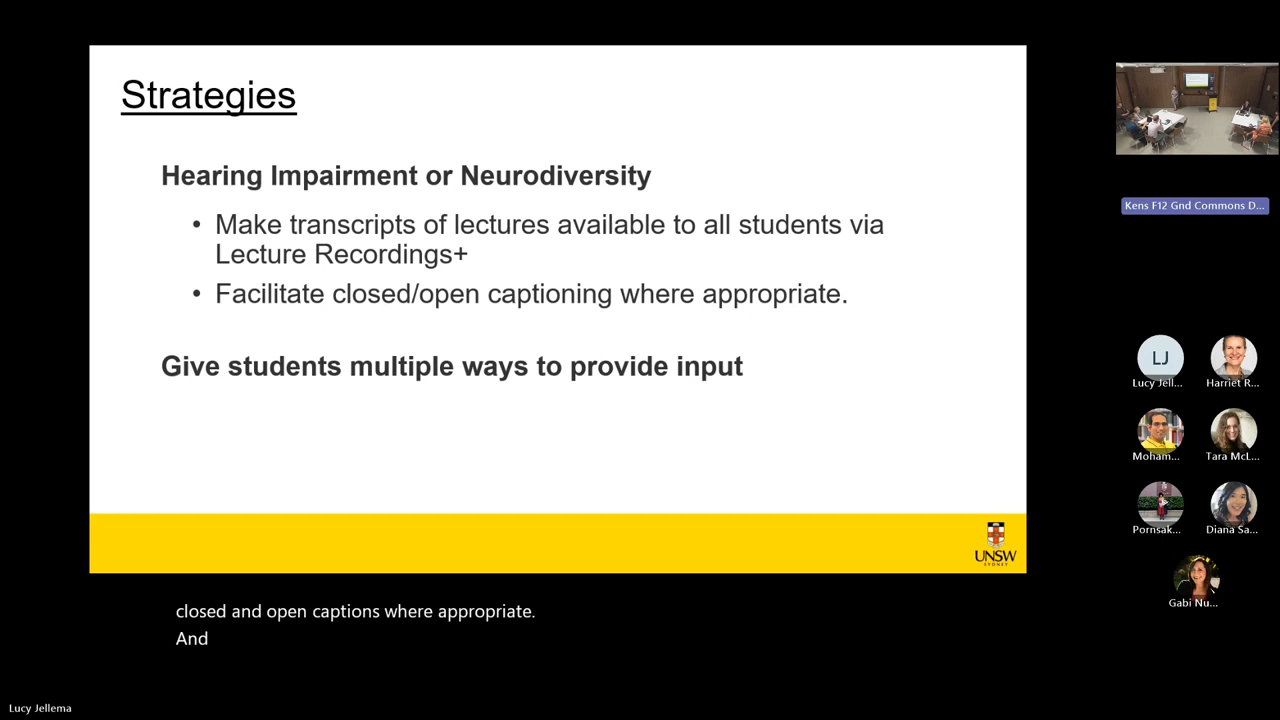 Strategies
Hearing Impairment or Neurodiversity
• Make transcripts of lectures available to all students via
Lecture Recordings+
• Facilitate closed/open captioning where appropriate.
Give students multiple ways to provide input
UNSW
SYDNEY
closed and open captions where appropriate.
And
Lucy Jellema
Kens F12 Gnd Commons D...
LJ
Lucy Jell...
Harriet R...
Moham...
Tara McL...
Pornsak...
Diana Sa...
Gabi Nu...